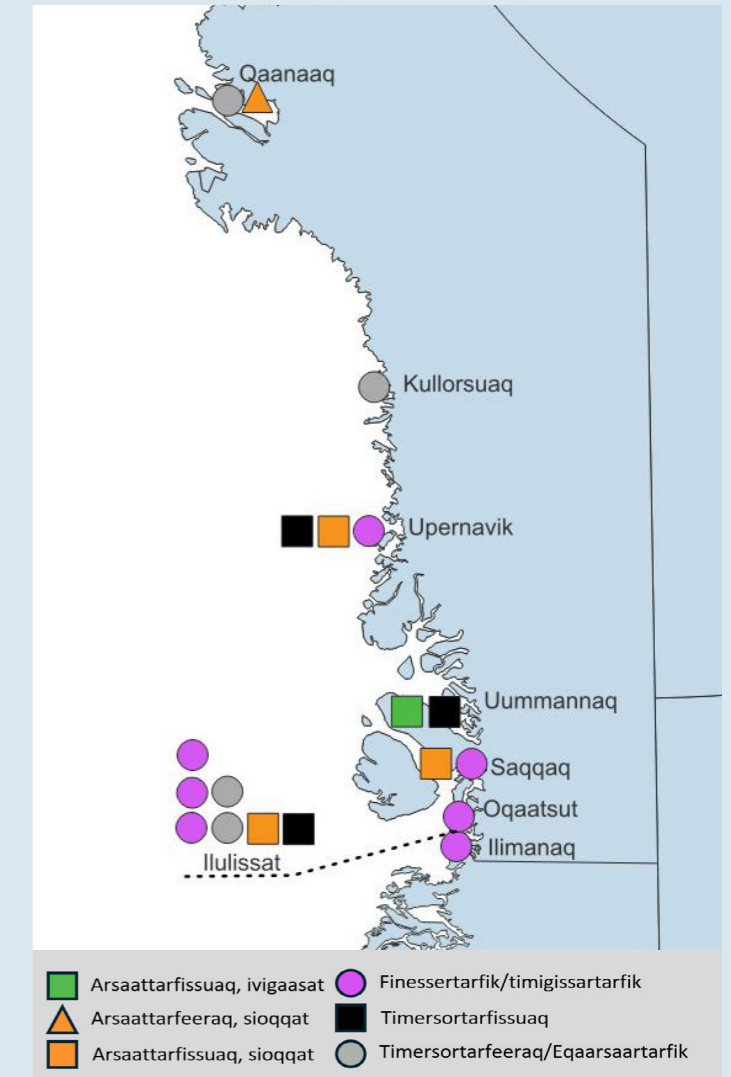 Qaanaaq
Kullorsuaq
Upernavik
Uummannaq
Saqqaq
Oqaatsut
Ilimanaq
Ilulissat
Arsaattarfissuaq, ivigaasat
Finessertarfik/timigissartarfik
Arsaattarfeeraq, sioqqat
Timersortarfissuaq
Arsaattarfissuaq, sioqqat
Timersortarfeeraq/Eqaarsaartarfik